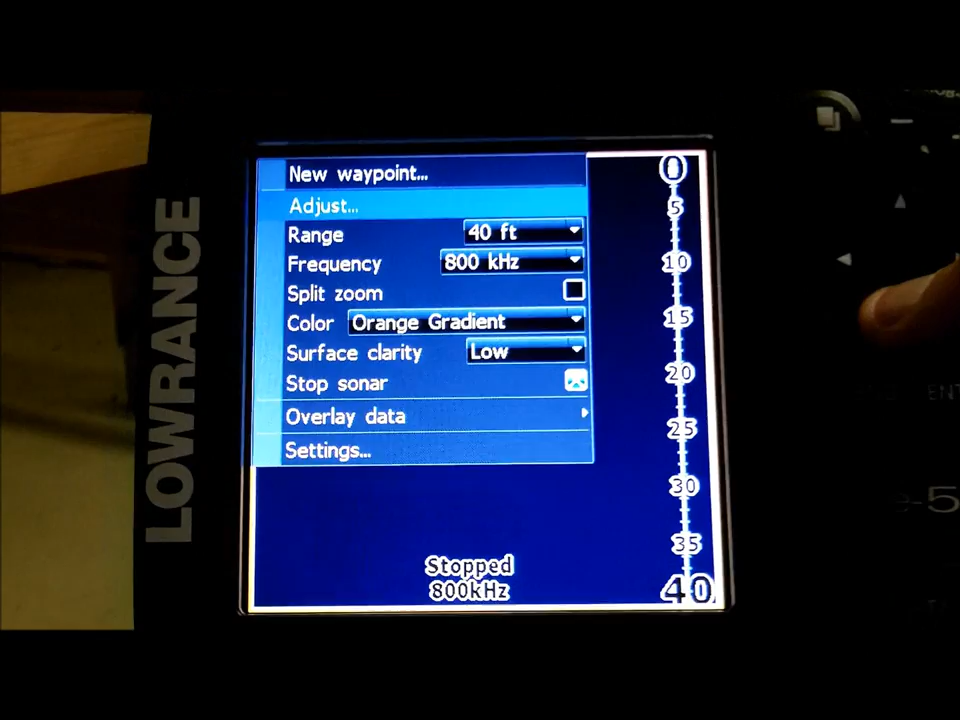 LOWRANCE
New waypoint...
Adjust...
Range 40 ft
Frequency 800 kHz
Split zoom
Color Orange Gradient
Surface clarity Low
Stop sonar
Overlay data
Settings...
Stopped
800kHz
0
5
10
15
20
25
30
35
40
-5